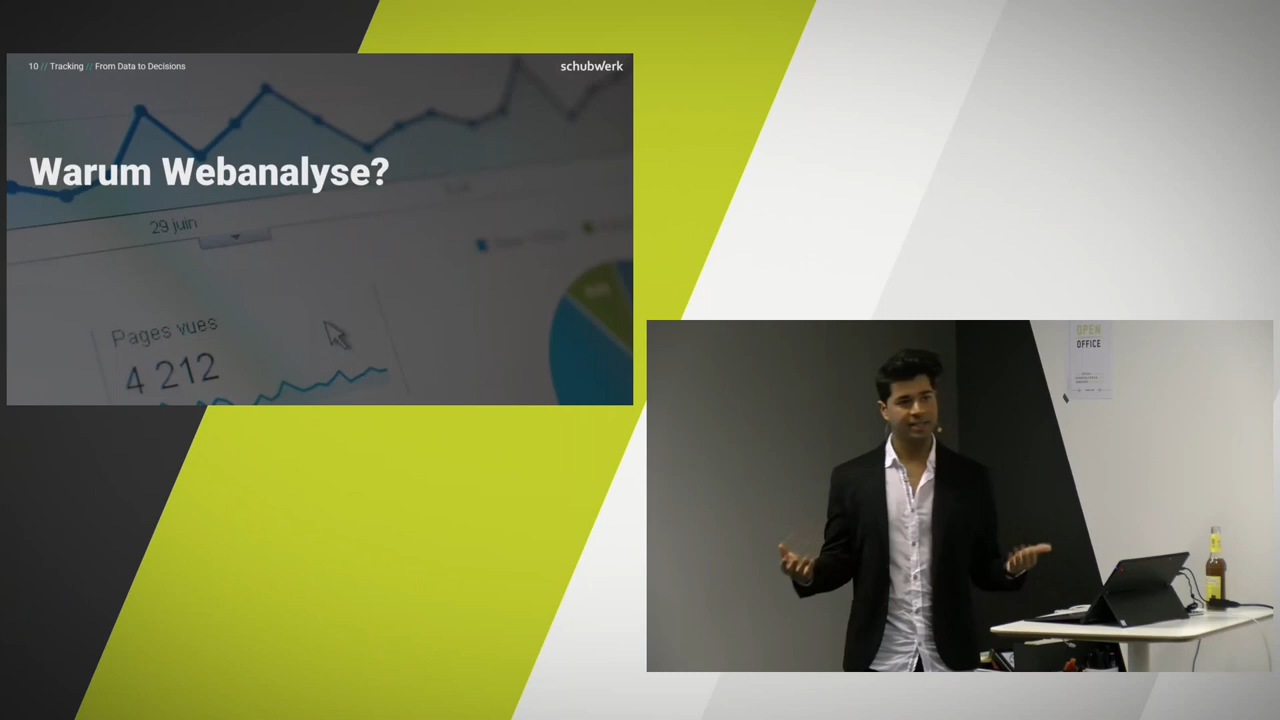 10 // Tracking // From Data to Decisions
schubwerk
Warum Webanalyse?
29 juin
Pages vues
4 212
OPEN
OFFICE